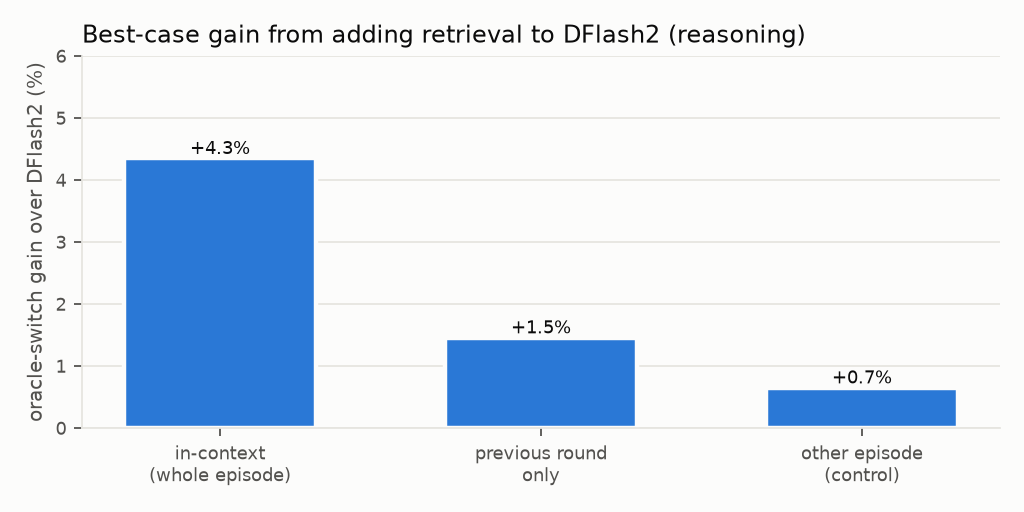 Best-case gain from adding retrieval to DFlash2 (reasoning)
oracle-switch gain over DFlash2 (%)
6
5
4
3
2
1
0
+4.3%
+1.5%
+0.7%
in-context
(whole episode)
previous round
only
other episode
(control)